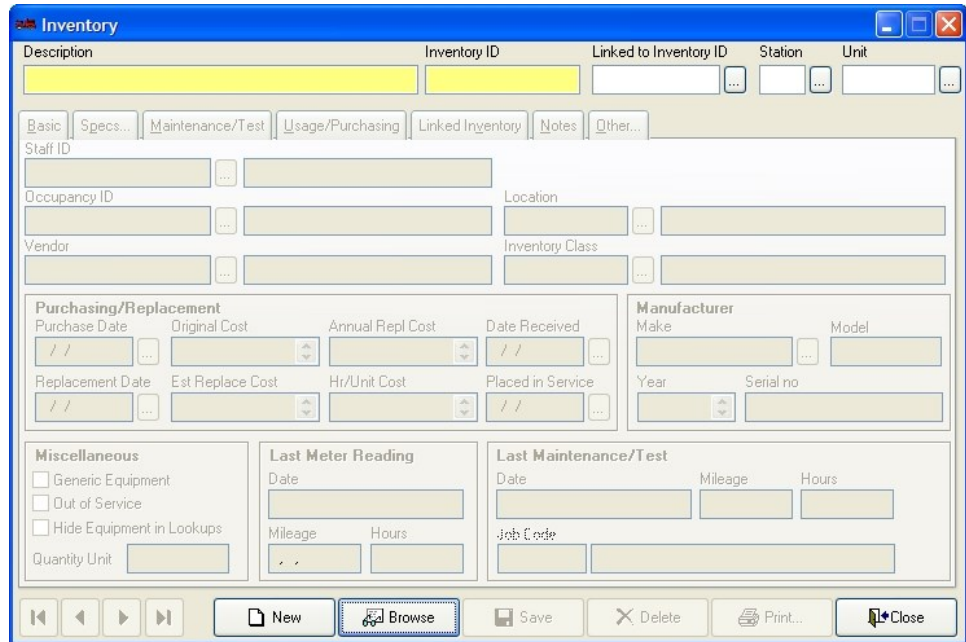 Inventory
Description Inventory ID Linked to Inventory ID Station Unit
... ... ...
Basic Specs... Maintenance/Test Usage/Purchasing Linked Inventory Notes Other...
Staff ID
...
Occupancy ID Location
... ...
Vendor Inventory Class
... ...
Purchasing/Replacement Manufacturer
Purchase Date Original Cost Annual Repl Cost Date Received Make Model
/ / ... / / ... ...
Replacement Date Est Replace Cost Hr/Unit Cost Placed in Service Year Serial no
/ / ... / / ...
Miscellaneous Last Meter Reading Last Maintenance/Test
Generic Equipment Date Date Mileage Hours
Out of Service
Hide Equipment in Lookups Mileage Hours Job Code
Quantity Unit , ,
New Browse Save Delete Print... Close